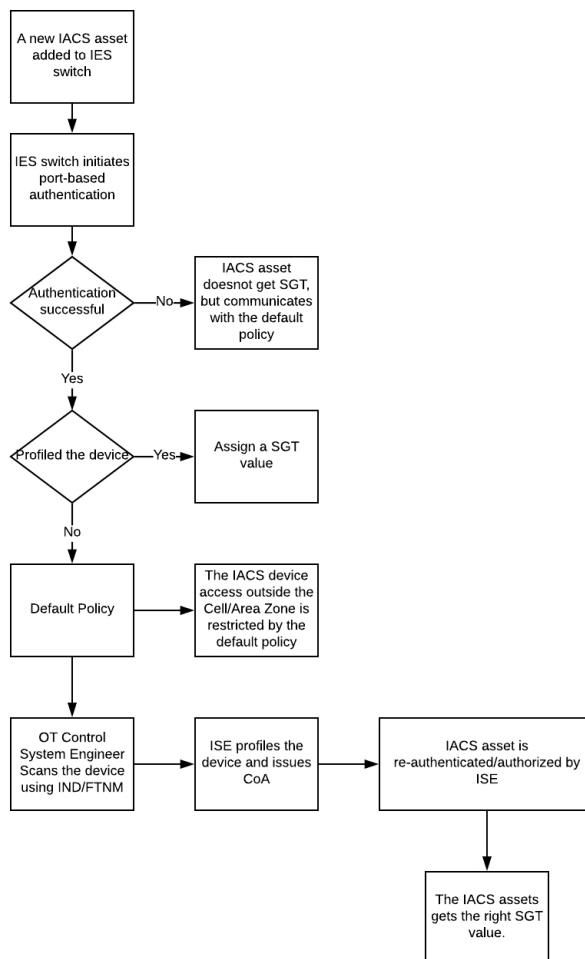 A new IACS asset
added to IES
switch
IES switch initiates
port-based
authentication
Authentication
successful
No
IACS asset
doesnot get SGT,
but communicates
with the default
policy
Yes
Profiled the device
Yes
Assign a SGT
value
No
Default Policy
The IACS device
access outside the
Cell/Area Zone is
restricted by the
default policy
OT Control
System Engineer
Scans the device
using IND/FTNM
ISE profiles the
device and issues
CoA
IACS asset is
re-authenticated/authorized by
ISE
The IACS assets
gets the right SGT
value.